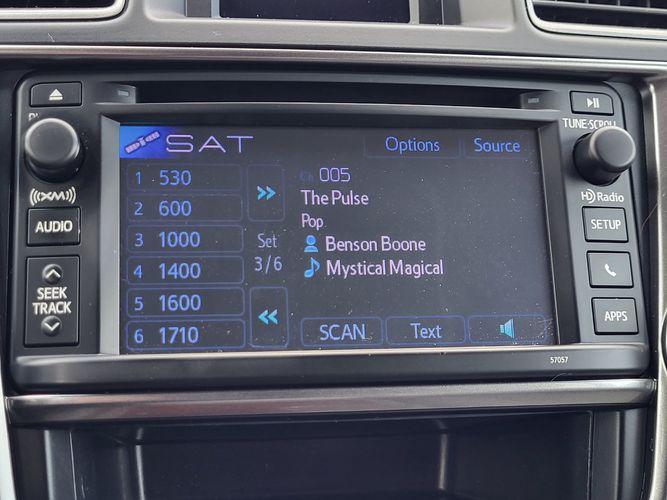 SAT
Options
Source
1 530
2 600
3 1000
4 1400
5 1600
6 1710
>>
Set
3/6
<<
Ch 005
The Pulse
Pop
Benson Boone
Mystical Magical
SCAN
Text
((XM))
AUDIO
SEEK
TRACK
TUNE·SCROLL
HD Radio
SETUP
APPS
57057